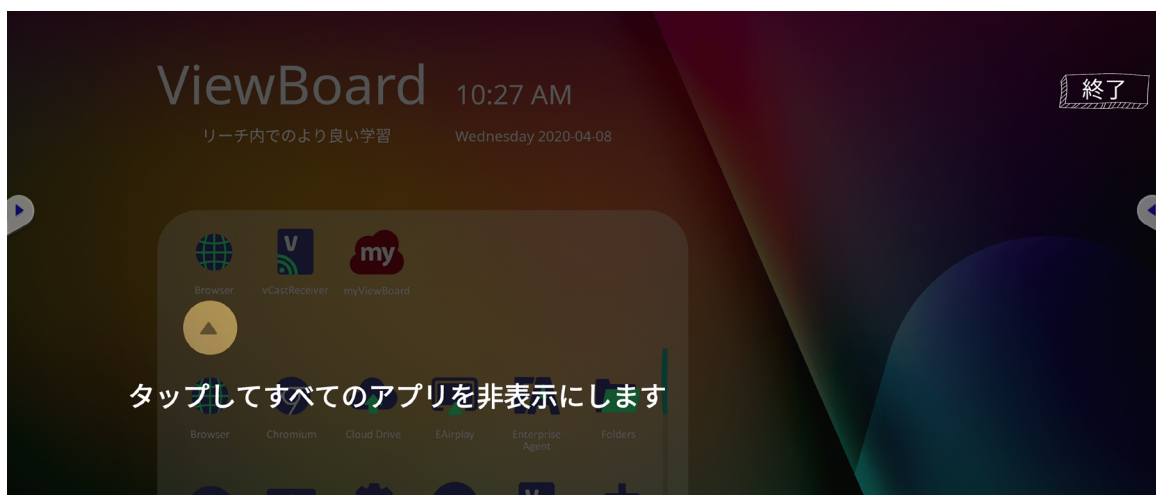 ViewBoard
10:27 AM
終了
リーチ内でのより良い学習
Wednesday 2020-04-08
V
my
Browser
vCastReceiver
myViewBoard
タップしてすべてのアプリを非表示にします
Browser
Chromium
Cloud Drive
EAirplay
Enterprise
Agent
Folders
V